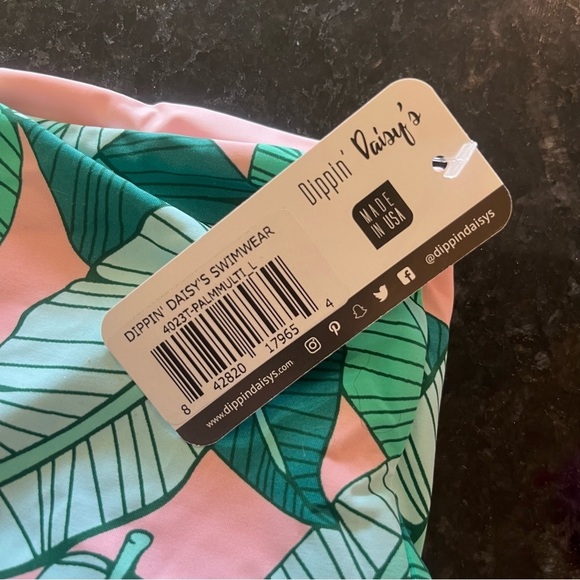 Dippin' Daisy's
MADE
IN USA
DIPPIN' DAISY'S SWIMWEAR
4023T-PALMMULTI_L
8 42820 17965 4
@dippindaisys
www.dippindaisys.com